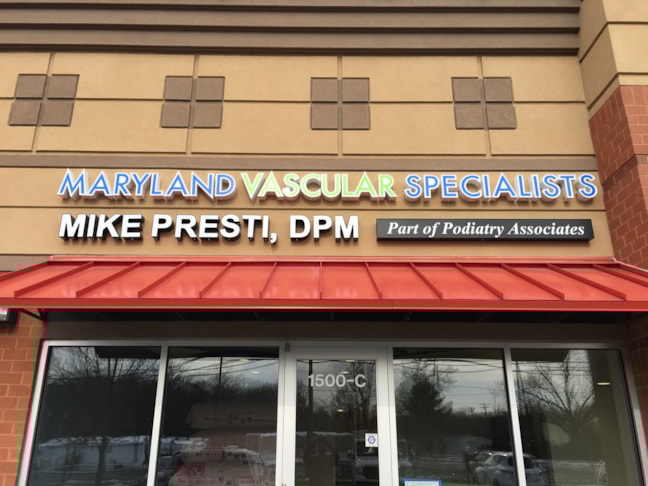 MARYLAND VASCULAR SPECIALISTS
MIKE PRESTI, DPM
Part of Podiatry Associates
1500-C